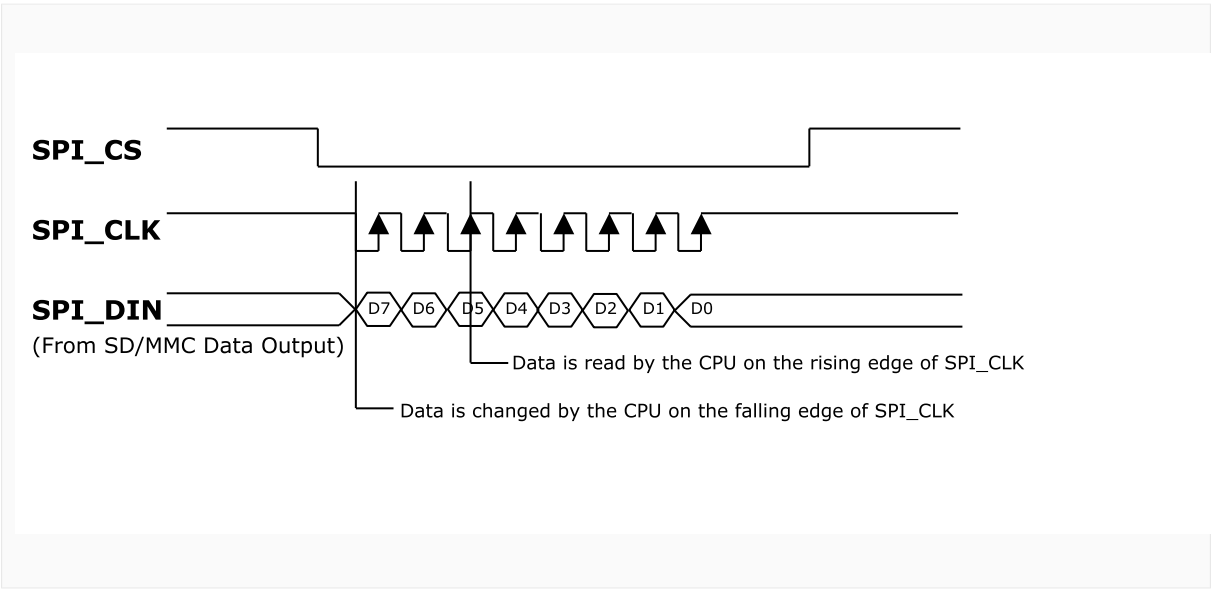 SPI_CS
SPI_CLK
SPI_DIN D7 D6 D5 D4 D3 D2 D1 D0
(From SD/MMC Data Output)
Data is read by the CPU on the rising edge of SPI_CLK
Data is changed by the CPU on the falling edge of SPI_CLK